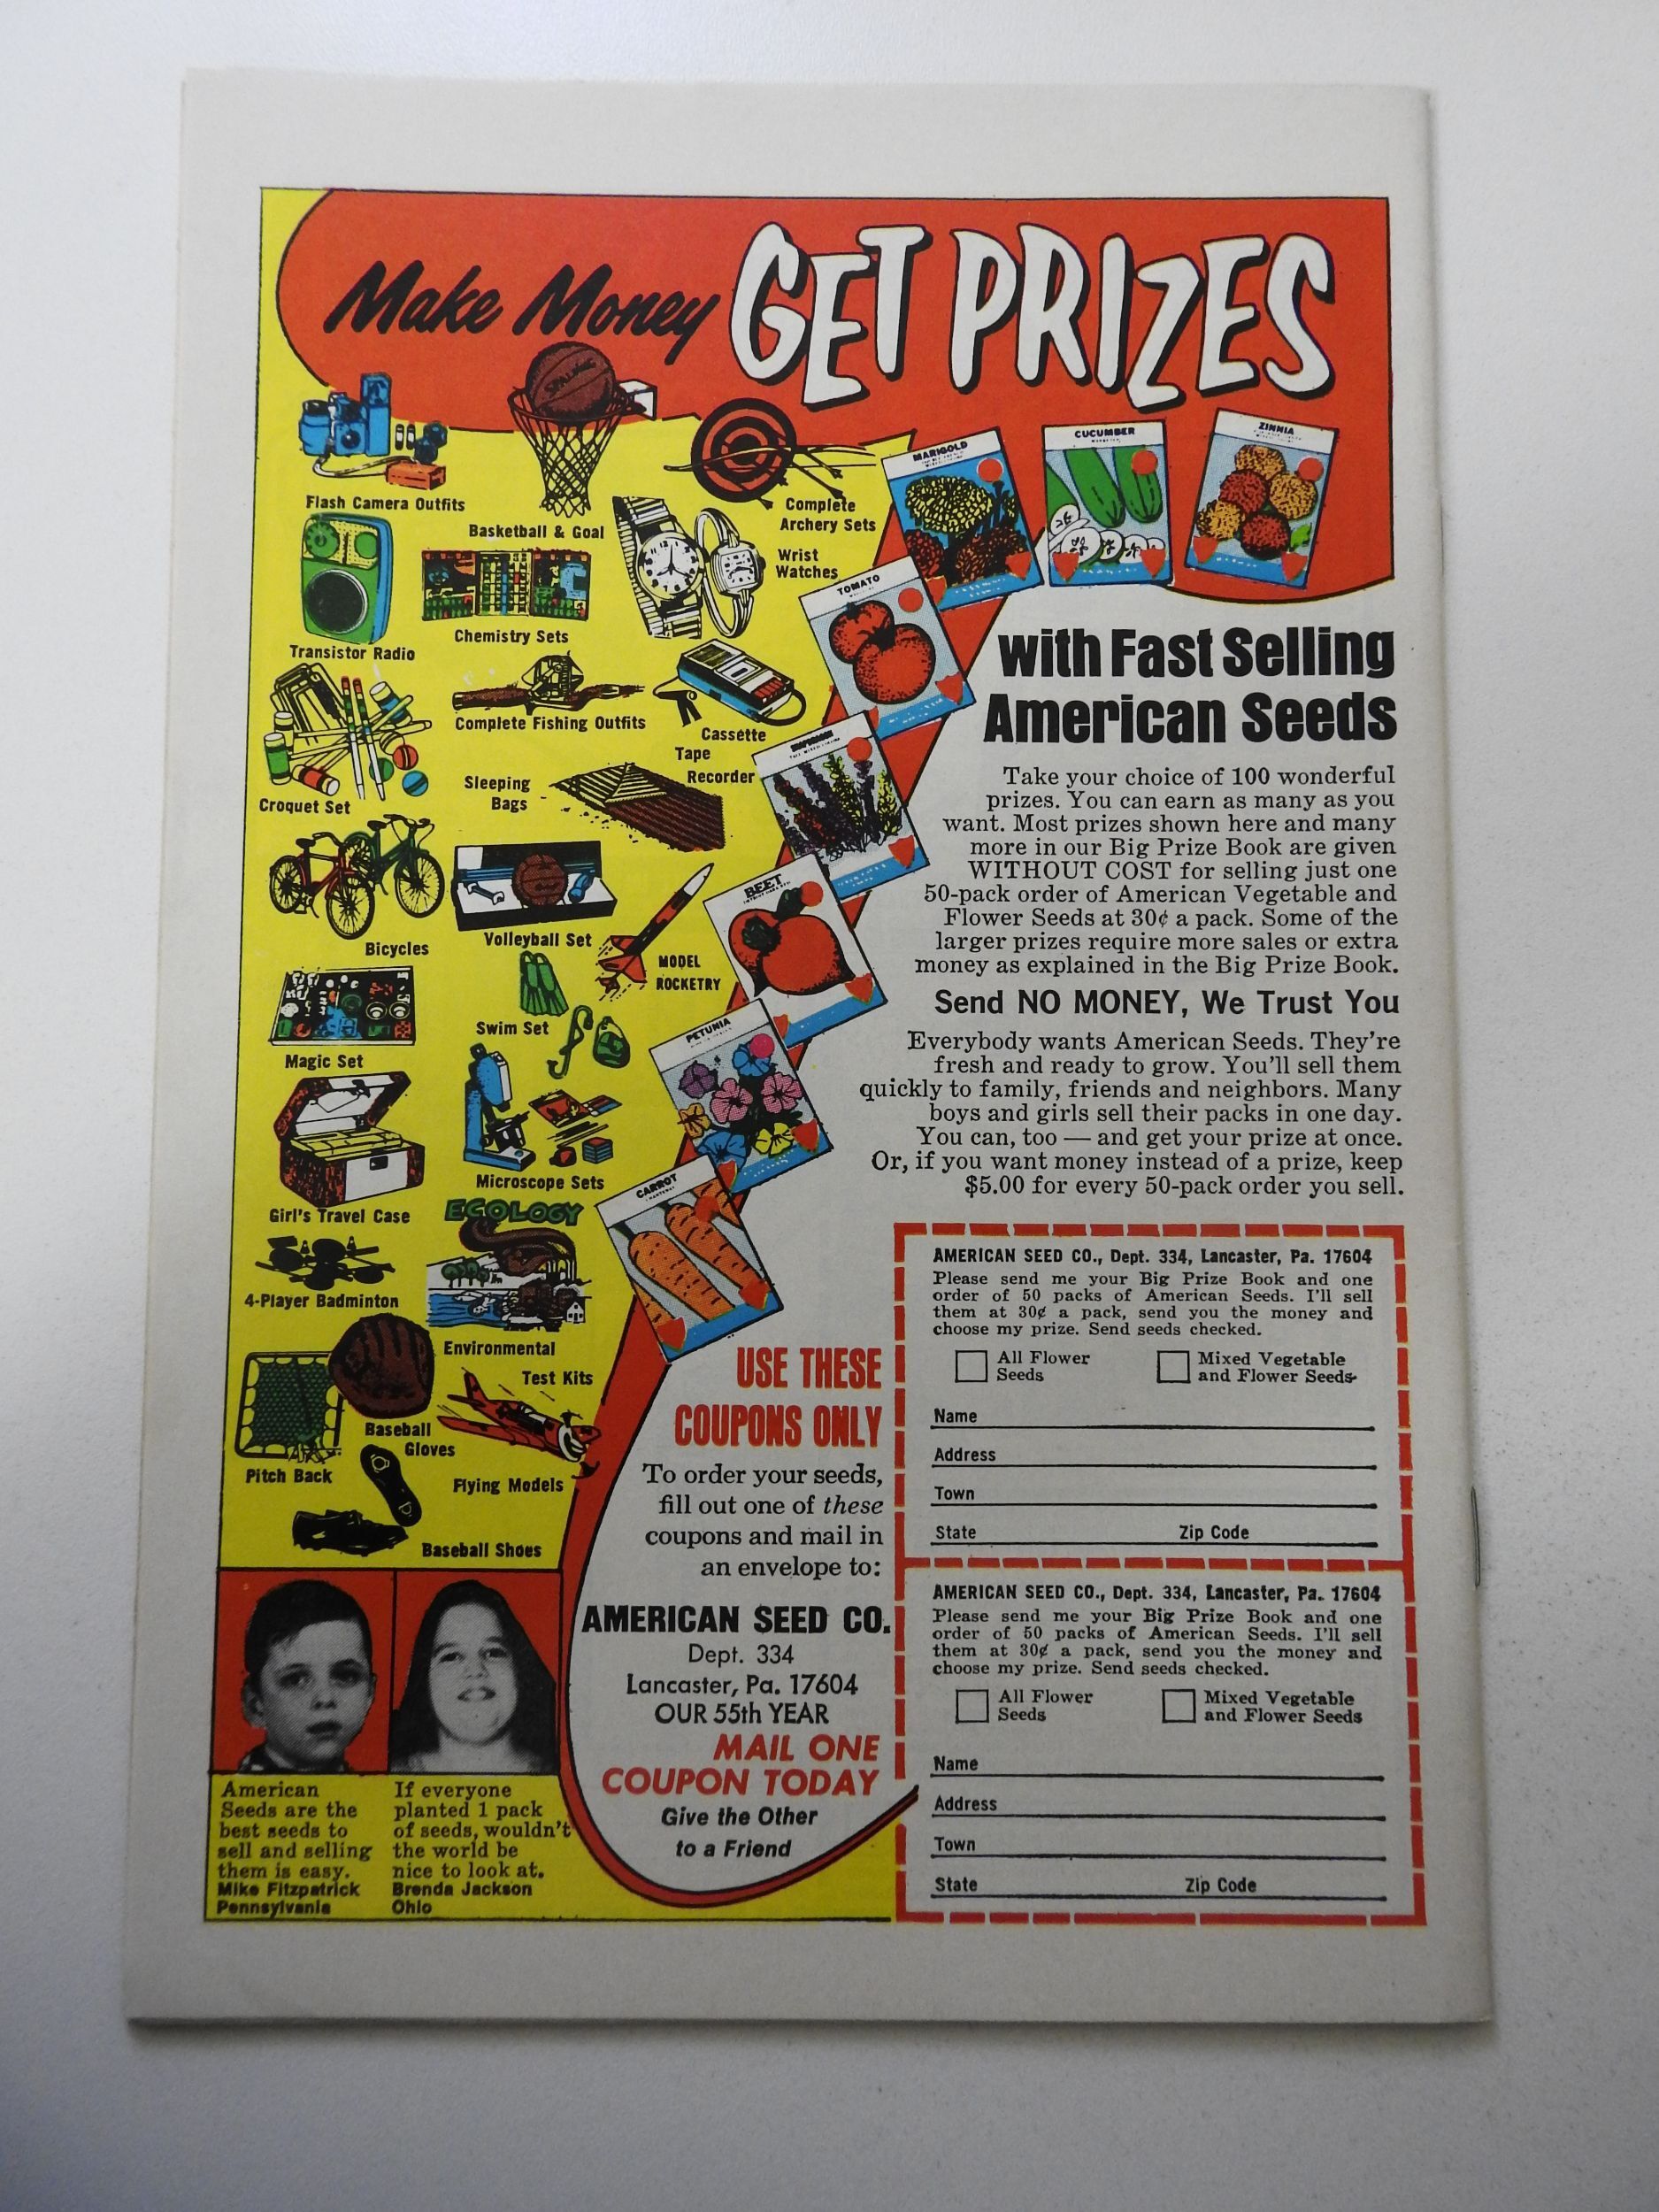 Make Money GET PRIZES
SPALDING
Flash Camera Outfits
Basketball & Goal
Complete
Archery Sets
Wrist
Watches
Transistor Radio
Chemistry Sets
Complete Fishing Outfits
Cassette
Tape
Recorder
Croquet Set
Sleeping
Bags
Bicycles
Volleyball Set
MODEL
ROCKETRY
Magic Set
Swim Set
Girl's Travel Case
Microscope Sets
ECOLOGY
4-Player Badminton
Environmental
Test Kits
Pitch Back
Baseball
Gloves
Flying Models
Baseball Shoes
MARIGOLD
CUCUMBER
ZINNIA
TOMATO
BEET
PETUNIA
CARROT
with Fast Selling
American Seeds
Take your choice of 100 wonderful
prizes. You can earn as many as you
want. Most prizes shown here and many
more in our Big Prize Book are given
WITHOUT COST for selling just one
50-pack order of American Vegetable and
Flower Seeds at 30¢ a pack. Some of the
larger prizes require more sales or extra
money as explained in the Big Prize Book.
Send NO MONEY, We Trust You
Everybody wants American Seeds. They're
fresh and ready to grow. You'll sell them
quickly to family, friends and neighbors. Many
boys and girls sell their packs in one day.
You can, too — and get your prize at once.
Or, if you want money instead of a prize, keep
$5.00 for every 50-pack order you sell.
USE THESE
COUPONS ONLY
To order your seeds,
fill out one of these
coupons and mail in
an envelope to:
AMERICAN SEED CO.
Dept. 334
Lancaster, Pa. 17604
OUR 55th YEAR
MAIL ONE
COUPON TODAY
Give the Other
to a Friend
AMERICAN SEED CO., Dept. 334, Lancaster, Pa. 17604
Please send me your Big Prize Book and one
order of 50 packs of American Seeds. I'll sell
them at 30¢ a pack, send you the money and
choose my prize. Send seeds checked.
All Flower
Seeds
Mixed Vegetable
and Flower Seeds
Name
Address
Town
State Zip Code
AMERICAN SEED CO., Dept. 334, Lancaster, Pa. 17604
Please send me your Big Prize Book and one
order of 50 packs of American Seeds. I'll sell
them at 30¢ a pack, send you the money and
choose my prize. Send seeds checked.
All Flower
Seeds
Mixed Vegetable
and Flower Seeds
Name
Address
Town
State Zip Code
American
Seeds are the
best seeds to
sell and selling
them is easy.
Mike Fitzpatrick
Pennsylvania
If everyone
planted 1 pack
of seeds, wouldn't
the world be
nice to look at.
Brenda Jackson
Ohio